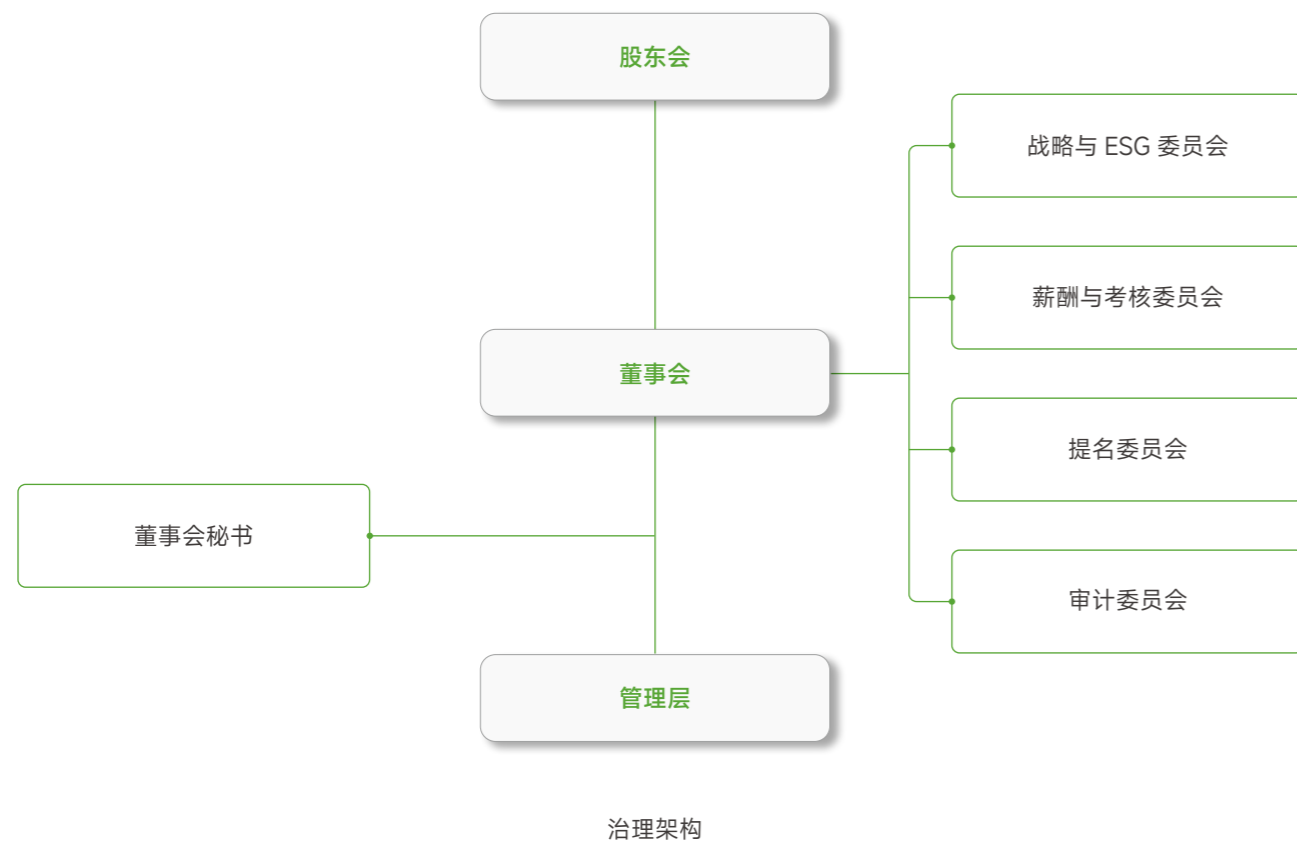 股东会
战略与 ESG 委员会
薪酬与考核委员会
董事会
提名委员会
董事会秘书
审计委员会
管理层
治理架构